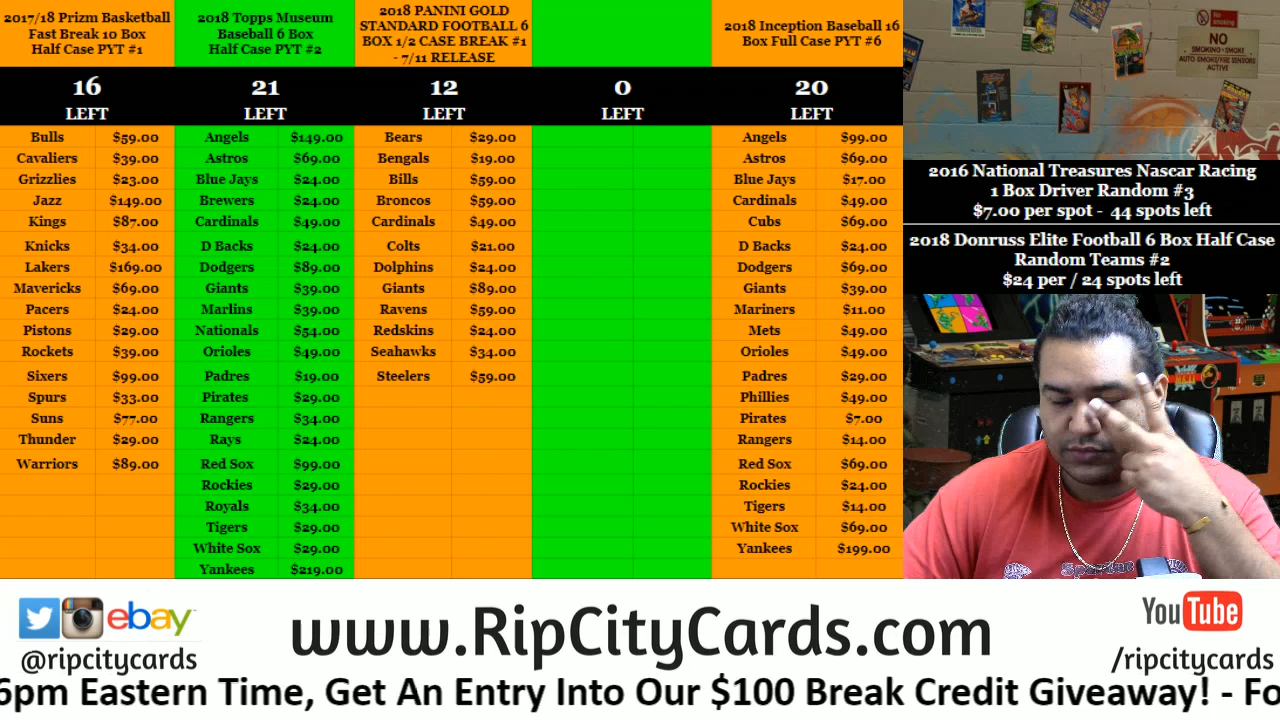 2017/18 Prizm Basketball
Fast Break 10 Box
Half Case PYT #1
16
LEFT
Bulls $59.00
Cavaliers $39.00
Grizzlies $23.00
Jazz $149.00
Kings $87.00
Knicks $34.00
Lakers $169.00
Mavericks $69.00
Pacers $24.00
Pistons $29.00
Rockets $39.00
Sixers $99.00
Spurs $33.00
Suns $77.00
Thunder $29.00
Warriors $89.00
2018 Topps Museum
Baseball 6 Box
Half Case PYT #2
21
LEFT
Angels $149.00
Astros $69.00
Blue Jays $24.00
Brewers $24.00
Cardinals $49.00
D Backs $24.00
Dodgers $89.00
Giants $39.00
Marlins $39.00
Nationals $54.00
Orioles $49.00
Padres $19.00
Pirates $29.00
Rangers $34.00
Rays $24.00
Red Sox $99.00
Rockies $29.00
Royals $34.00
Tigers $29.00
White Sox $29.00
Yankees $219.00
2018 PANINI GOLD
STANDARD FOOTBALL 6
BOX 1/2 CASE BREAK #1
- 7/11 RELEASE
12
LEFT
Bears $29.00
Bengals $19.00
Bills $59.00
Broncos $59.00
Cardinals $49.00
Colts $21.00
Dolphins $24.00
Giants $89.00
Ravens $59.00
Redskins $24.00
Seahawks $34.00
Steelers $59.00
0
LEFT
2018 Inception Baseball 16
Box Full Case PYT #6
20
LEFT
Angels $99.00
Astros $69.00
Blue Jays $17.00
Cardinals $49.00
Cubs $69.00
D Backs $24.00
Dodgers $69.00
Giants $39.00
Mariners $11.00
Mets $49.00
Orioles $49.00
Padres $29.00
Phillies $49.00
Pirates $7.00
Rangers $14.00
Red Sox $69.00
Rockies $24.00
Tigers $14.00
White Sox $69.00
Yankees $199.00
No smoking
NO
SMOKING • SMOKE
AUTO SMOKE/FIRE SENSORS
ACTIVE
2016 National Treasures Nascar Racing
1 Box Driver Random #3
$7.00 per spot - 44 spots left
2018 Donruss Elite Football 6 Box Half Case
Random Teams #2
$24 per / 24 spots left
ebay
@ripcitycards
www.RipCityCards.com
YouTube
/ripcitycards
6pm Eastern Time, Get An Entry Into Our $100 Break Credit Giveaway! - Fo